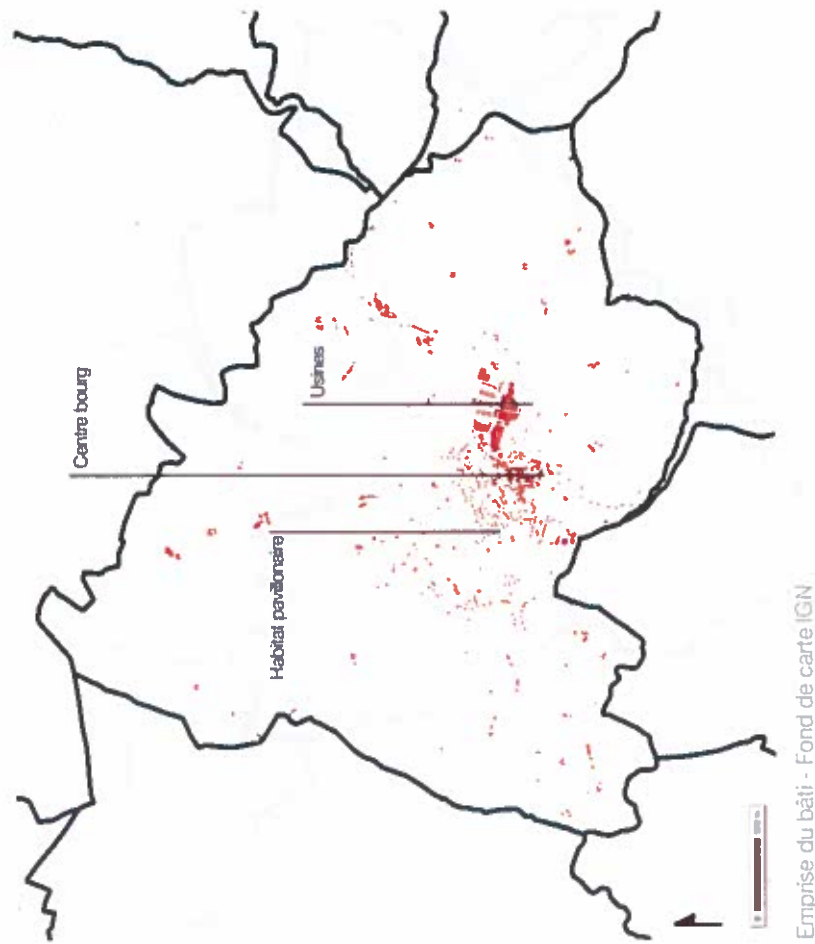 Centre bourg
Usines
Habitat pavillonaire
Emprise du bâti - Fond de carte IGN